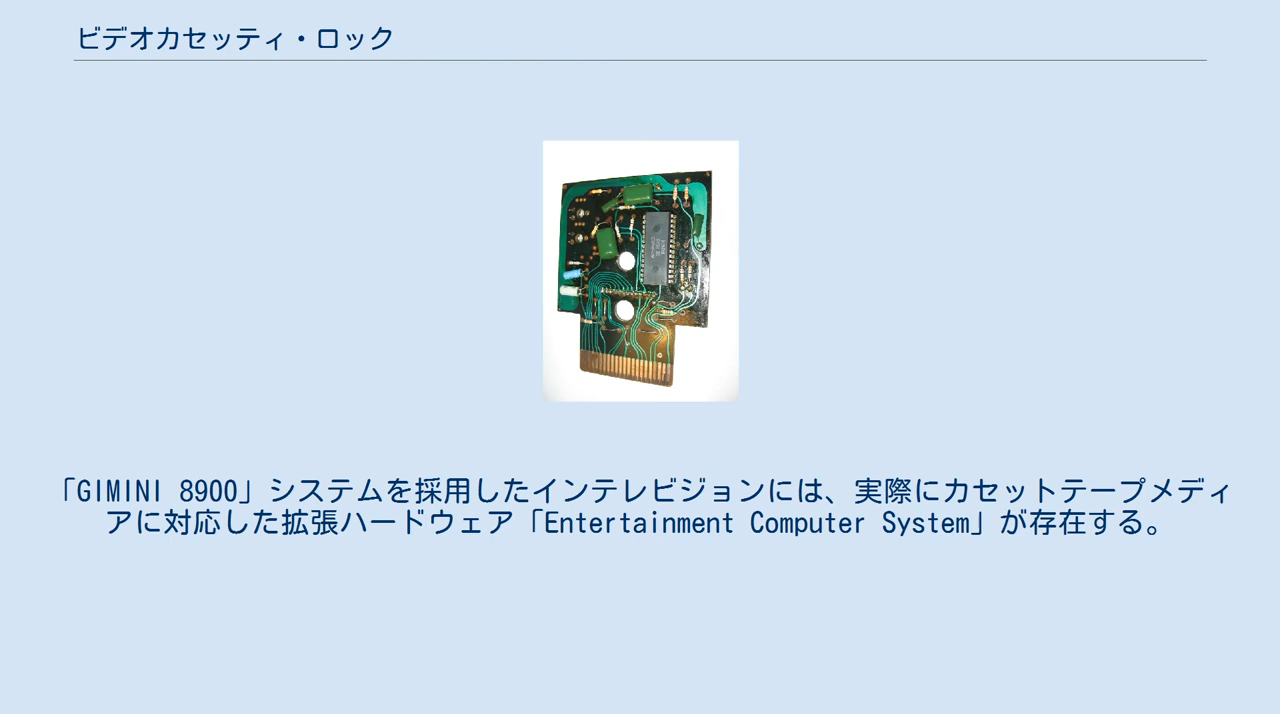 ビデオカセッティ・ロック
「GIMINI 8900」システムを採用したインテレビジョンには、実際にカセットテープメディ
アに対応した拡張ハードウェア「Entertainment Computer System」が存在する。